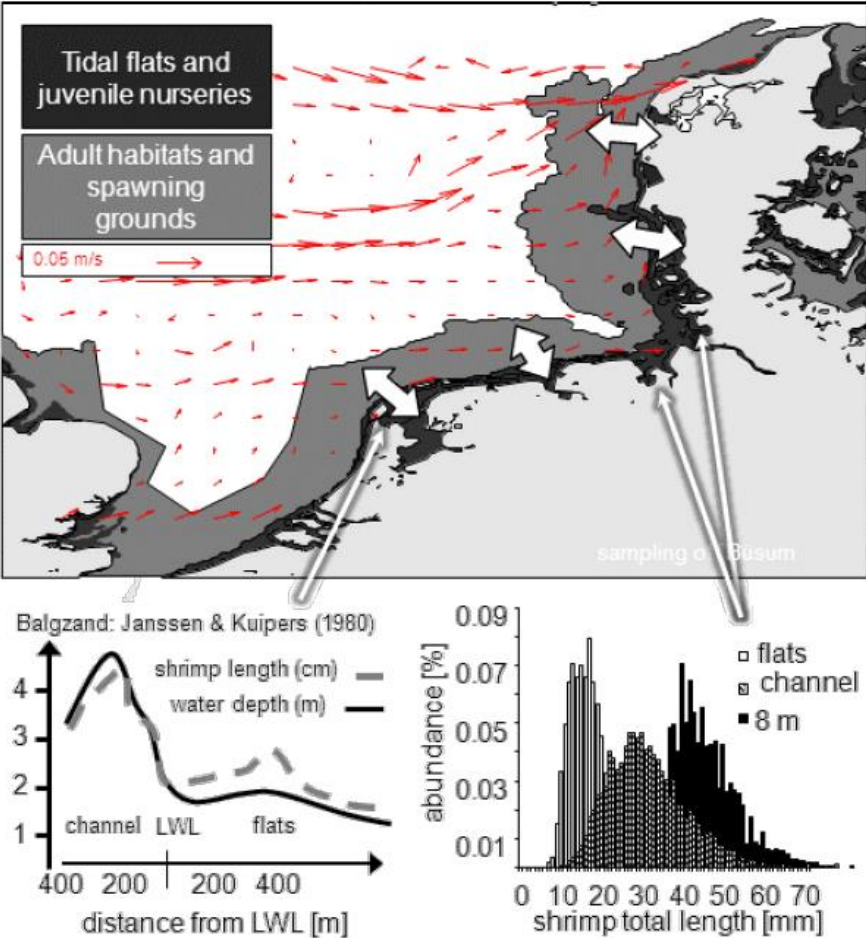 Tidal flats and
juvenile nurseries
Adult habitats and
spawning
grounds
0.05 m/s
sampling o Büsum
Balgzand: Janssen & Kuipers (1980)
shrimp length (cm)
water depth (m)
4
3
2
1
channel LWL flats
400 200 200 400
distance from LWL [m]
0.09
0.07
0.05
0.03
0.01
abundance [%]
flats
channel
8 m
0 10 20 30 40 60 70
shrimp total length [mm]